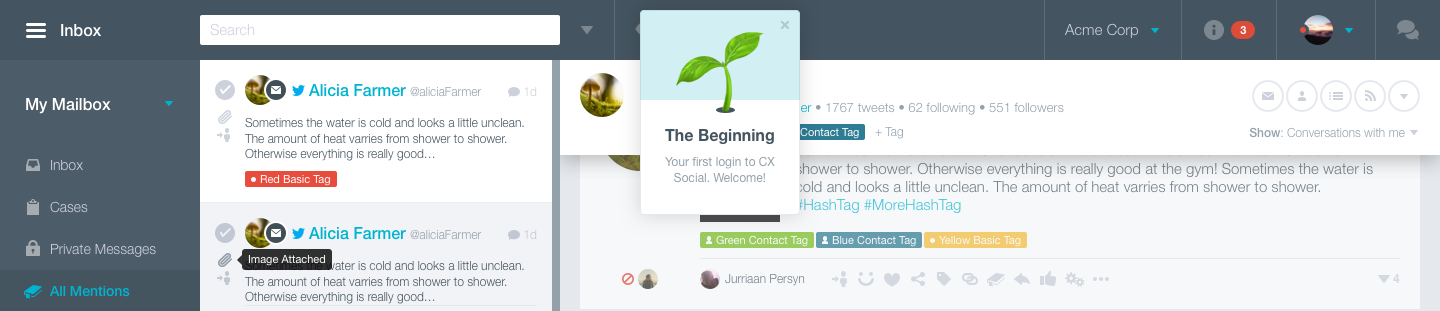 Inbox
Search
Acme Corp
3
My Mailbox
Inbox
Cases
Private Messages
All Mentions
Alicia Farmer @aliciaFarmer 1d
Sometimes the water is cold and looks a little unclean.
The amount of heat varries from shower to shower.
Otherwise everything is really good…
Red Basic Tag
Alicia Farmer @aliciaFarmer 1d
Image Attached
Sometimes the water is cold and looks a little unclean.
The amount of heat varries from shower to shower.
Otherwise everything is really good…
The Beginning
Your first login to CX
Social. Welcome!
er • 1767 tweets • 62 following • 551 followers
Contact Tag + Tag
Show: Conversations with me
shower to shower. Otherwise everything is really good at the gym! Sometimes the water is
cold and looks a little unclean. The amount of heat varries from shower to shower.
#HashTag #MoreHashTag
Green Contact Tag Blue Contact Tag Yellow Basic Tag
Jurriaan Persyn
4